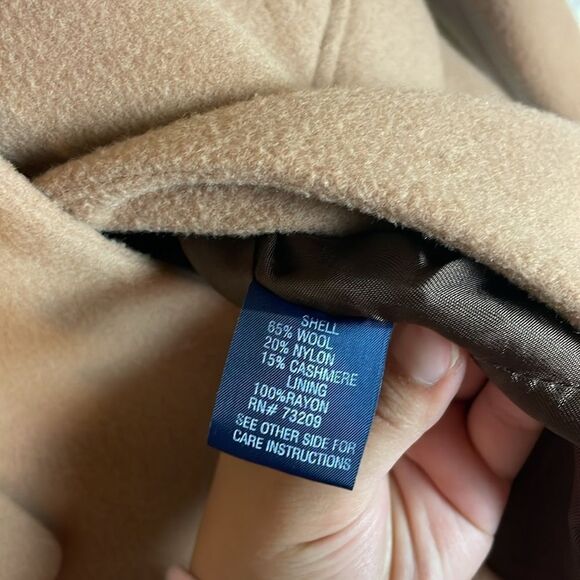 SHELL
65% WOOL
20% NYLON
15% CASHMERE
LINING
100%RAYON
RN# 73209
SEE OTHER SIDE FOR
CARE INSTRUCTIONS